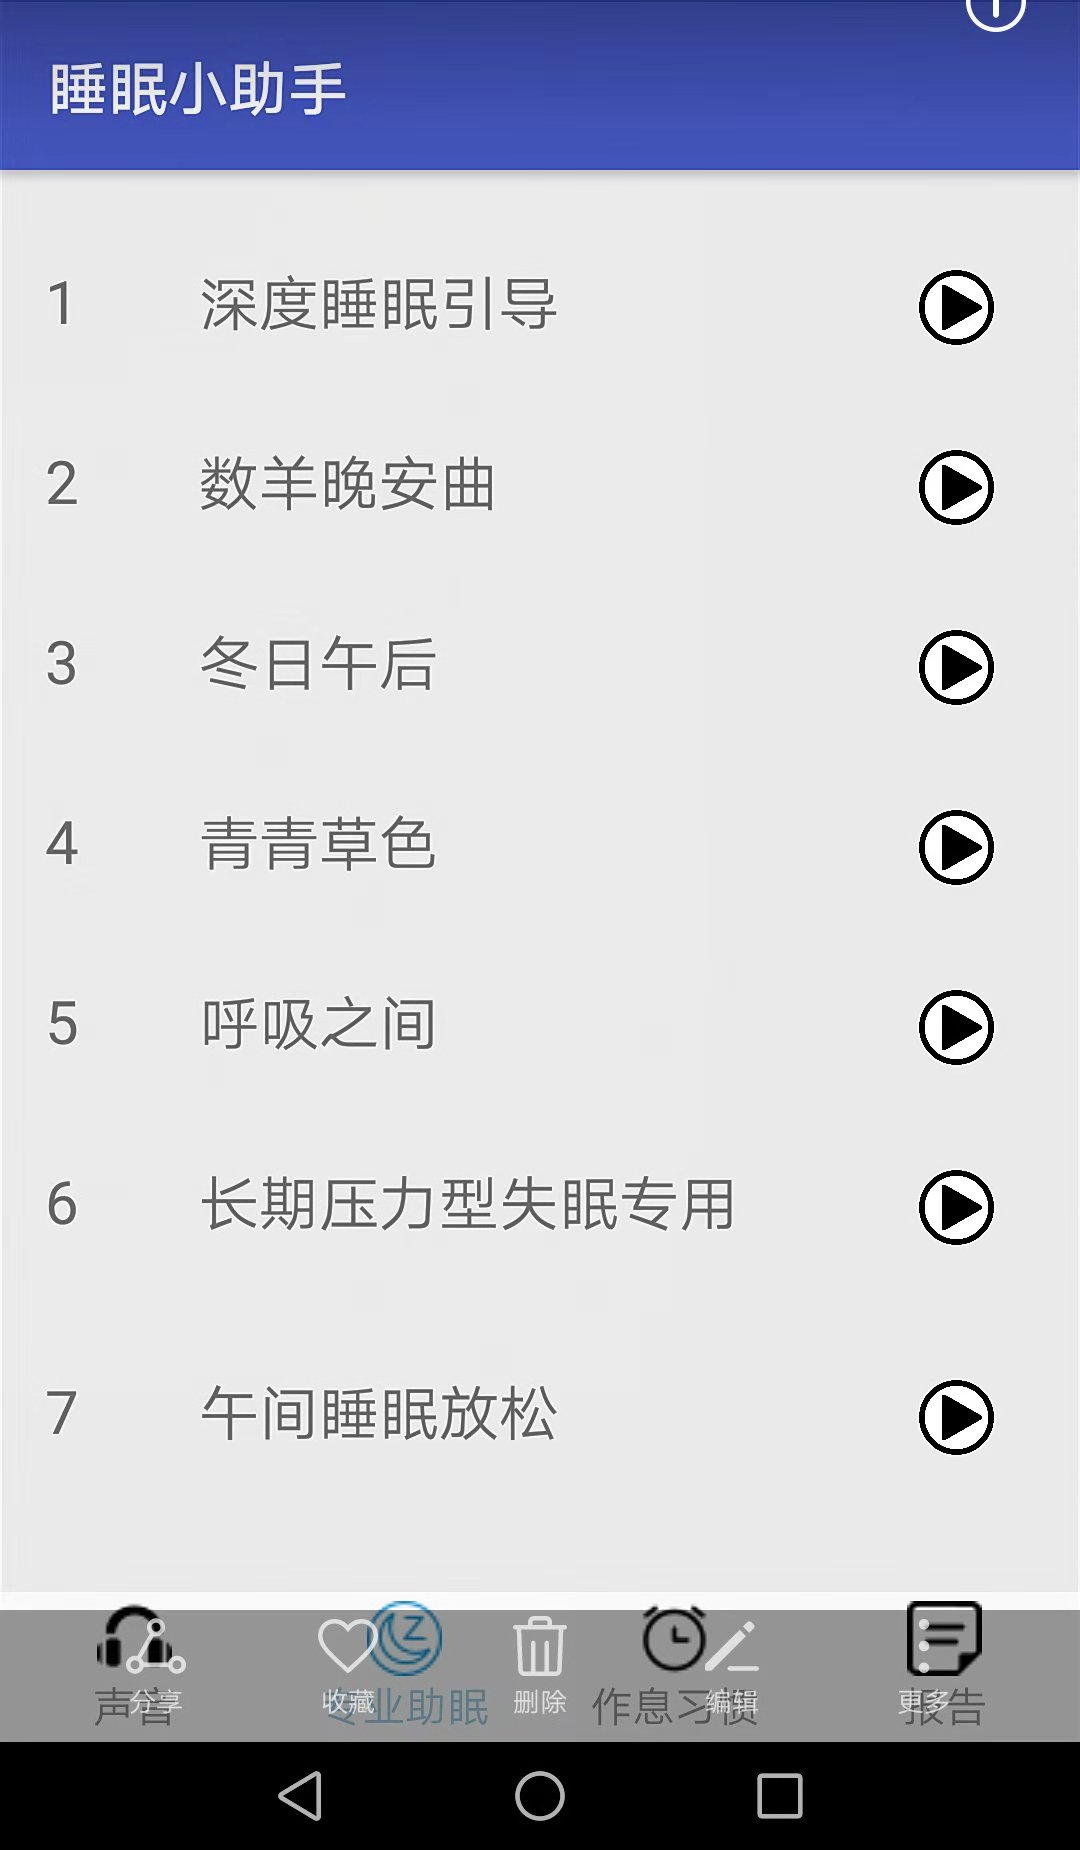 睡眠小助手
1 深度睡眠引导
2 数羊晚安曲
3 冬日午后
4 青青草色
5 呼吸之间
6 长期压力型失眠专用
7 午间睡眠放松
声音 专业助眠 作息习惯 报告
分享 收藏 删除 编辑 更多